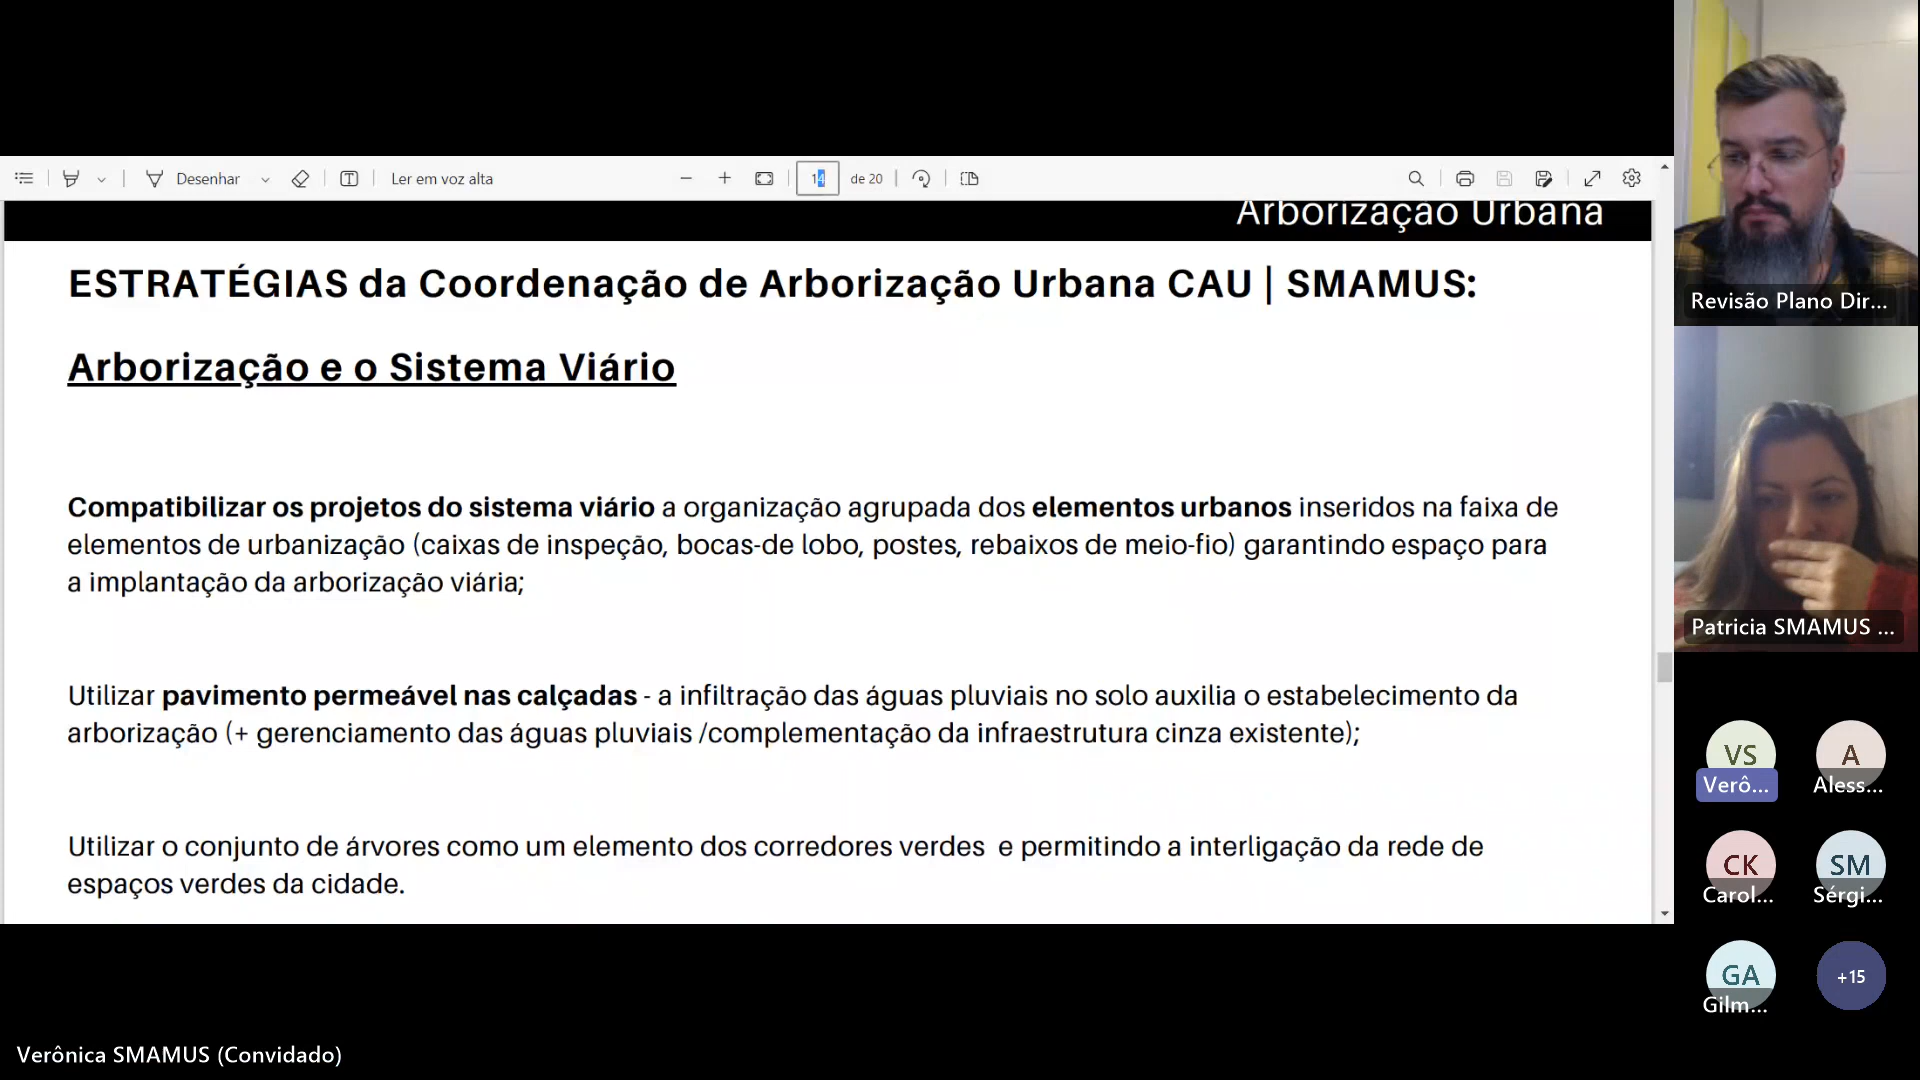 Desenhar
Ler em voz alta
14
de 20
Arborização Urbana
ESTRATÉGIAS da Coordenação de Arborização Urbana CAU | SMAMUS:
Arborização e o Sistema Viário
Compatibilizar os projetos do sistema viário a organização agrupada dos elementos urbanos inseridos na faixa de
elementos de urbanização (caixas de inspeção, bocas-de lobo, postes, rebaixos de meio-fio) garantindo espaço para
a implantação da arborização viária;
Utilizar pavimento permeável nas calçadas - a infiltração das águas pluviais no solo auxilia o estabelecimento da
arborização (+ gerenciamento das águas pluviais /complementação da infraestrutura cinza existente);
Utilizar o conjunto de árvores como um elemento dos corredores verdes  e permitindo a interligação da rede de
espaços verdes da cidade.
Revisão Plano Dir...
Patricia SMAMUS ...
VS
Verô...
A
Aless...
CK
Carol...
SM
Sérgi...
GA
Gilm...
+15
Verônica SMAMUS (Convidado)